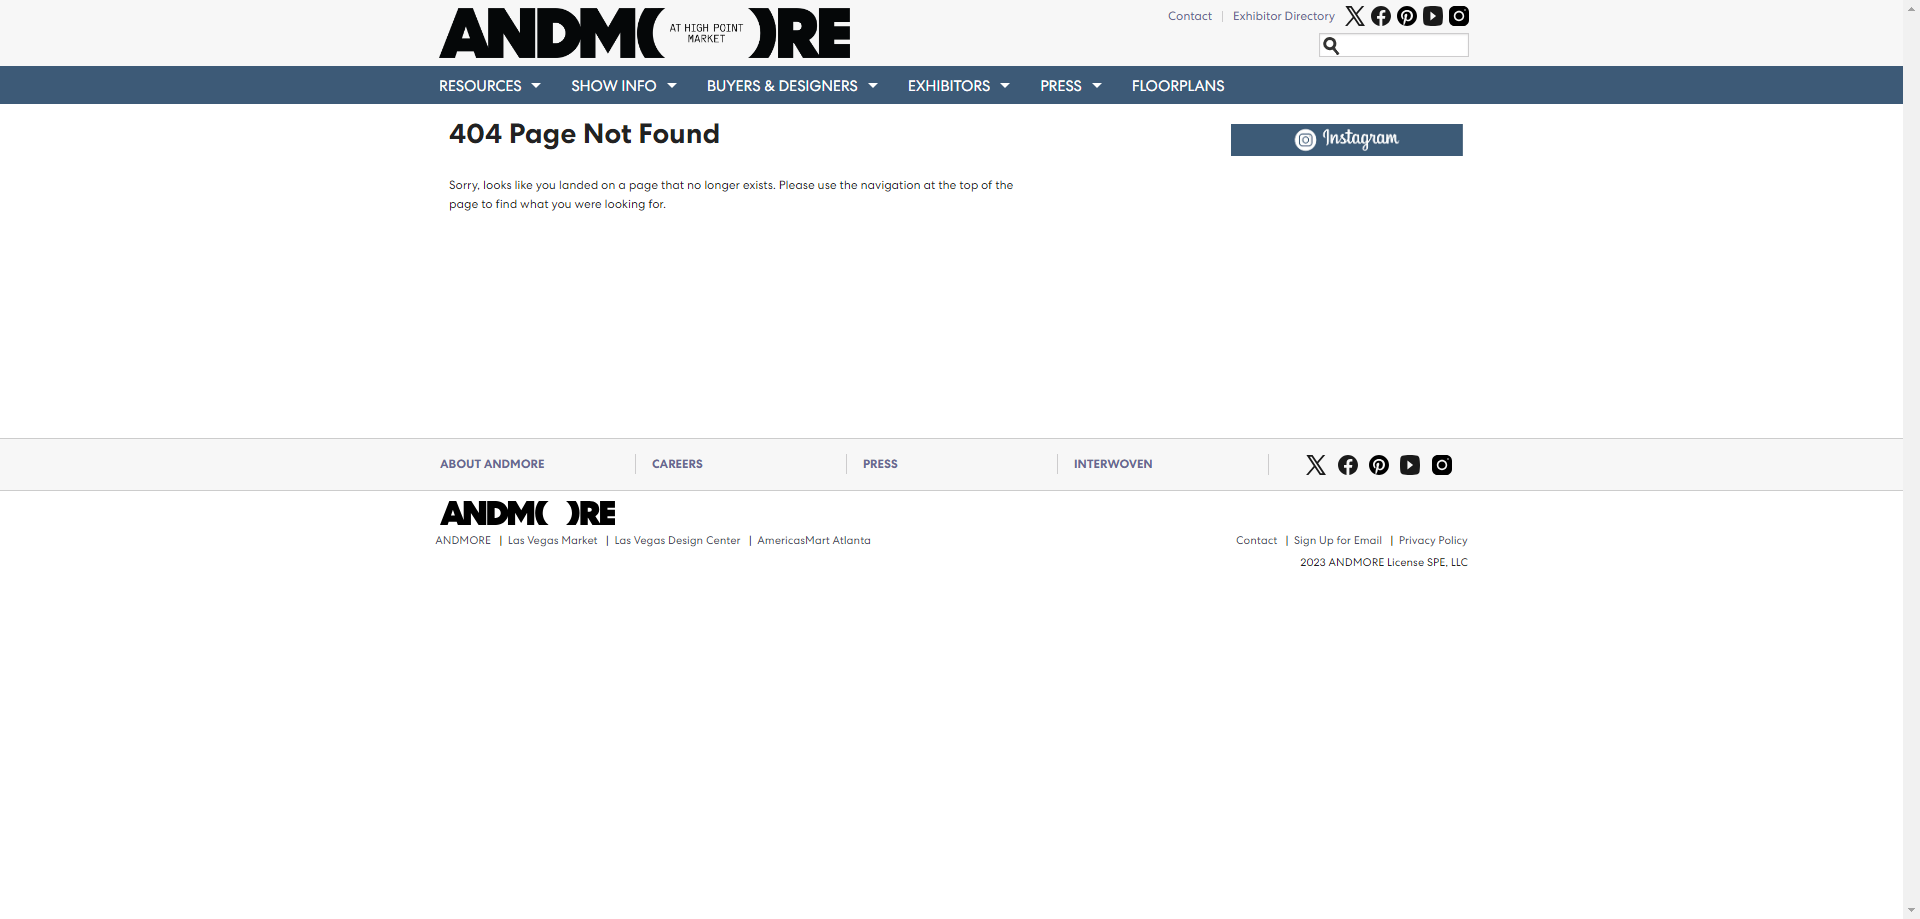 ANDM( AT HIGH POINT MARKET )RE
Contact | Exhibitor Directory
RESOURCES SHOW INFO BUYERS & DESIGNERS EXHIBITORS PRESS FLOORPLANS
404 Page Not Found
Instagram
Sorry, looks like you landed on a page that no longer exists. Please use the navigation at the top of the
page to find what you were looking for.
ABOUT ANDMORE CAREERS PRESS INTERWOVEN
ANDM( )RE
ANDMORE | Las Vegas Market | Las Vegas Design Center | AmericasMart Atlanta
Contact | Sign Up for Email | Privacy Policy
2023 ANDMORE License SPE, LLC